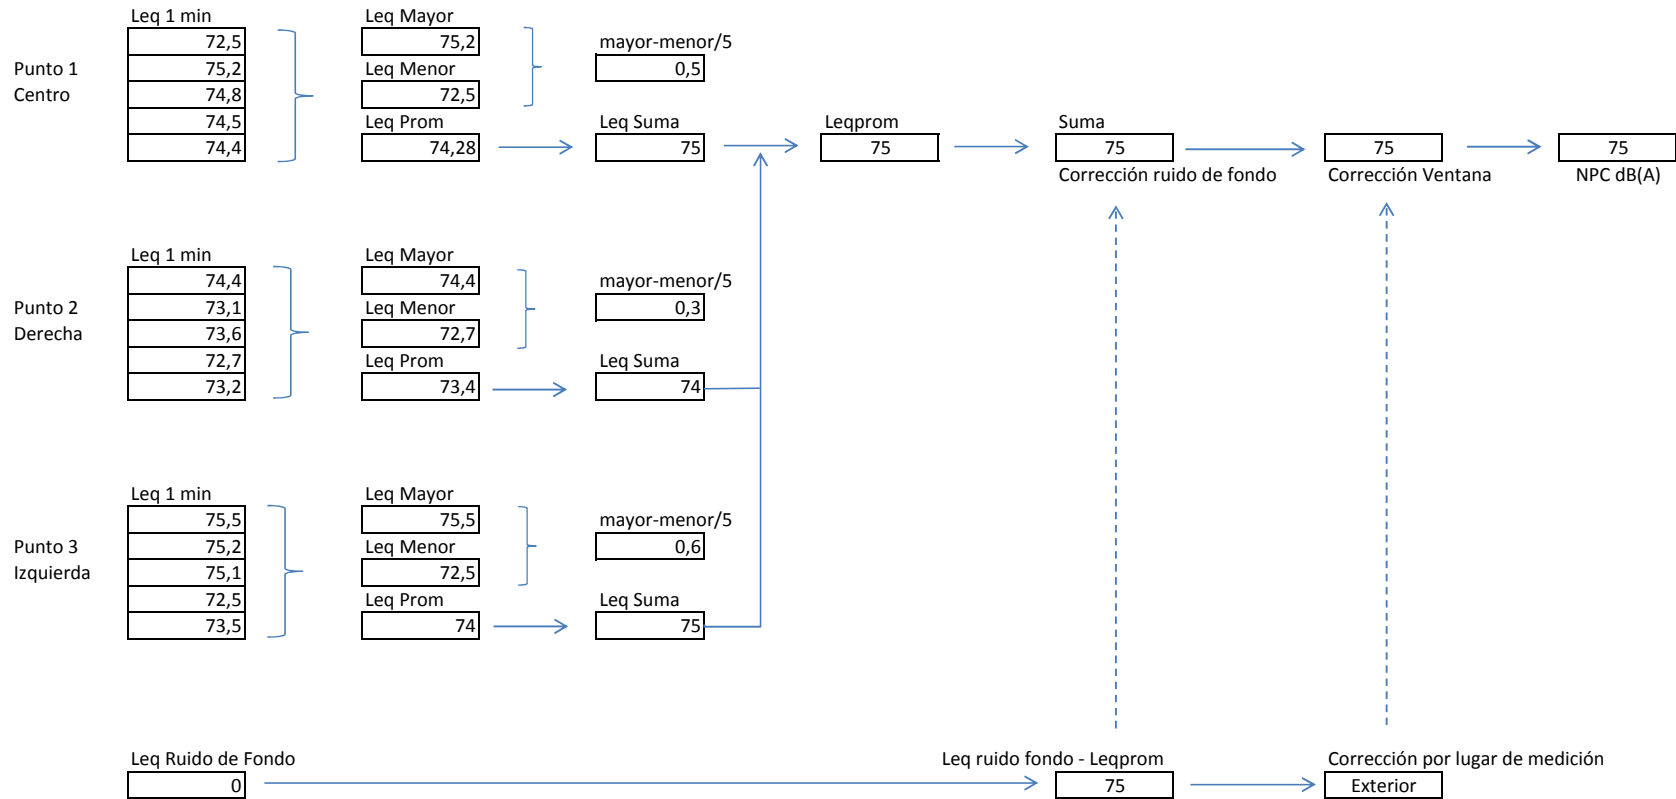 Leq 1 min Leq Mayor
72,5 75,2 mayor-menor/5
Punto 1 75,2 Leq Menor 0,5
Centro 74,8 72,5
74,5 Leq Prom Leq Suma Leqprom Suma
74,4 74,28 75 75 75 75 75
Corrección ruido de fondo Corrección Ventana NPC dB(A)
Leq 1 min Leq Mayor
74,4 74,4 mayor-menor/5
Punto 2 73,1 Leq Menor 0,3
Derecha 73,6 72,7
72,7 Leq Prom Leq Suma
73,2 73,4 74
Leq 1 min Leq Mayor
75,5 75,5 mayor-menor/5
Punto 3 75,2 Leq Menor 0,6
Izquierda 75,1 72,5
72,5 Leq Prom Leq Suma
73,5 74 75
Leq Ruido de Fondo Leq ruido fondo - Leqprom Corrección por lugar de medición
0 75 Exterior